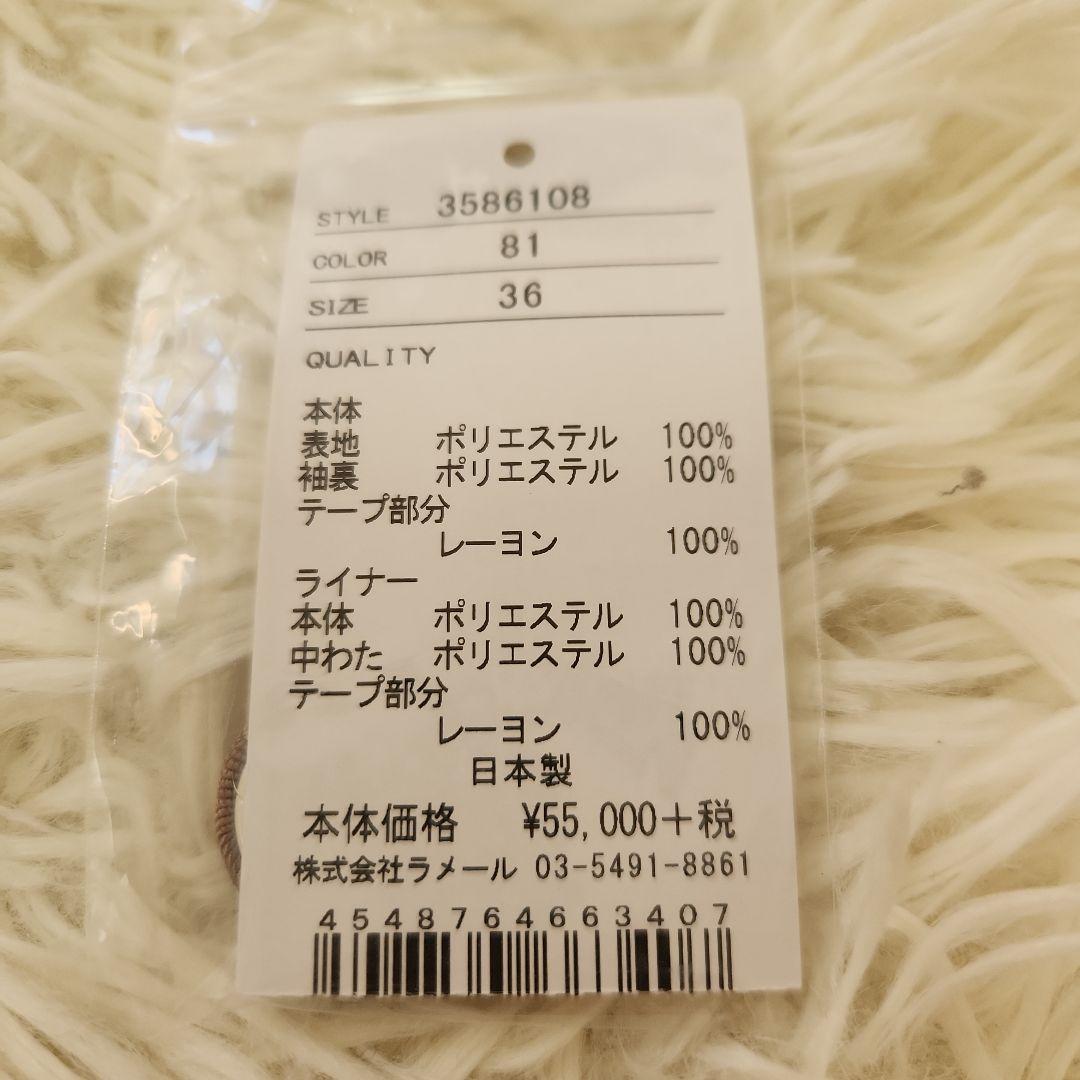 STYLE 3586108
COLOR 81
SIZE 36
QUALITY
本体
表地 ポリエステル 100%
袖裏 ポリエステル 100%
テープ部分
レーヨン 100%
ライナー
本体 ポリエステル 100%
中わた ポリエステル 100%
テープ部分
レーヨン 100%
日本製
本体価格 ¥55,000+税
株式会社ラメール 03-5491-8861
4548764663407